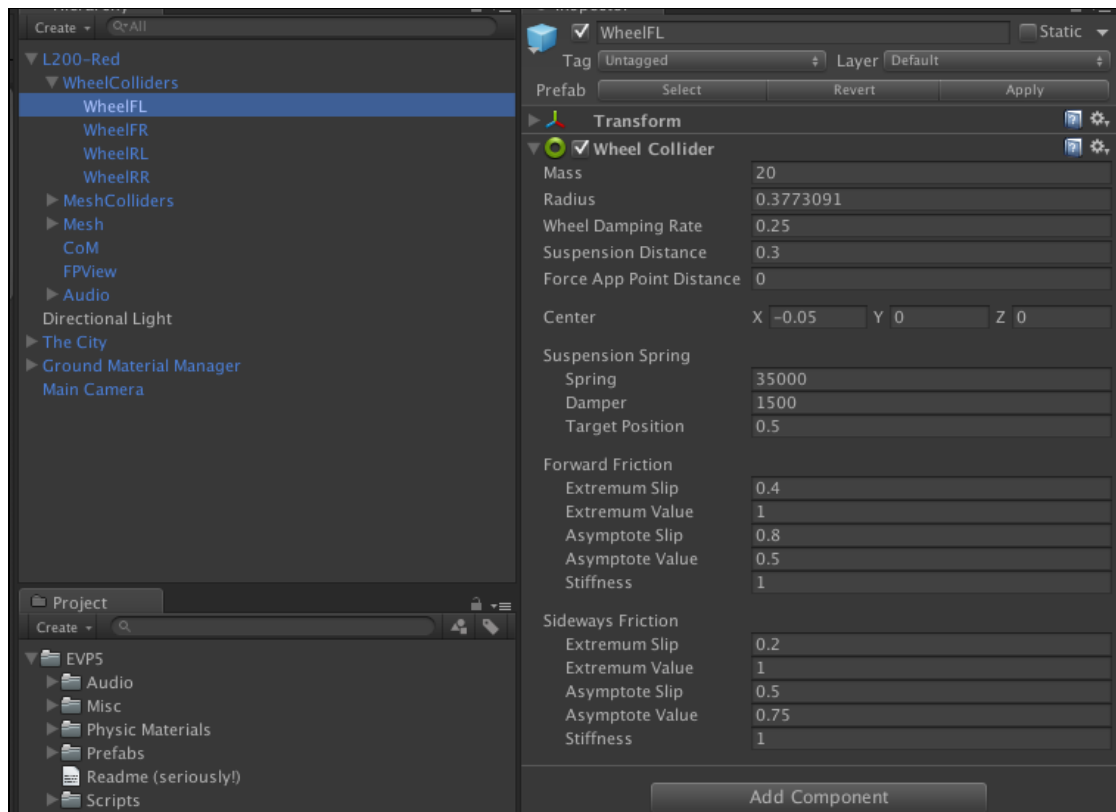 Hierarchy
Create
All
L200-Red
WheelColliders
WheelFL
WheelFR
WheelRL
WheelRR
MeshColliders
Mesh
CoM
FPView
Audio
Directional Light
The City
Ground Material Manager
Main Camera
Project
Create
EVP5
Audio
Misc
Physic Materials
Prefabs
Readme (seriously!)
Scripts
Inspector
WheelFL Static
Tag Untagged Layer Default
Prefab Select Revert Apply
Transform
Wheel Collider
Mass 20
Radius 0.3773091
Wheel Damping Rate 0.25
Suspension Distance 0.3
Force App Point Distance 0
Center X -0.05 Y 0 Z 0
Suspension Spring
Spring 35000
Damper 1500
Target Position 0.5
Forward Friction
Extremum Slip 0.4
Extremum Value 1
Asymptote Slip 0.8
Asymptote Value 0.5
Stiffness 1
Sideways Friction
Extremum Slip 0.2
Extremum Value 1
Asymptote Slip 0.5
Asymptote Value 0.75
Stiffness 1
Add Component